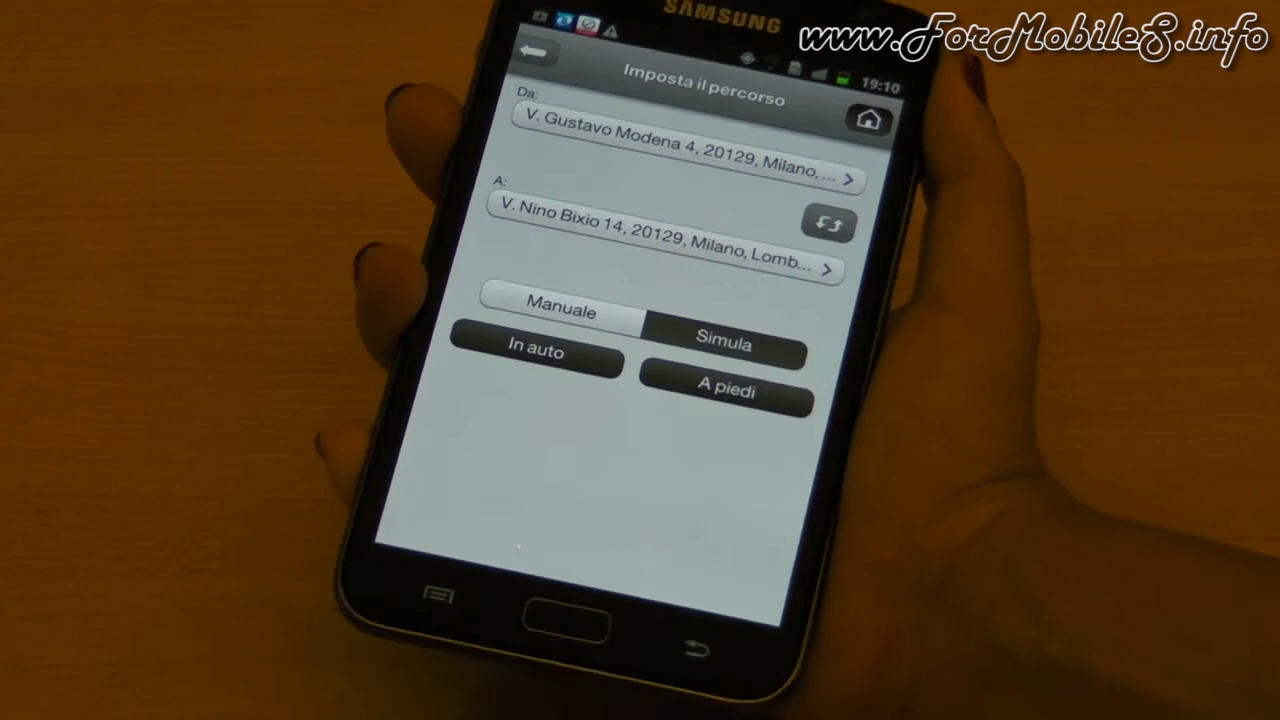 SAMSUNG
www.ForMobileS.info
19:10
Imposta il percorso
Da:
V. Gustavo Modena 4, 20129, Milano, ...
A:
V. Nino Bixio 14, 20129, Milano, Lomb...
Manuale
Simula
In auto
A piedi